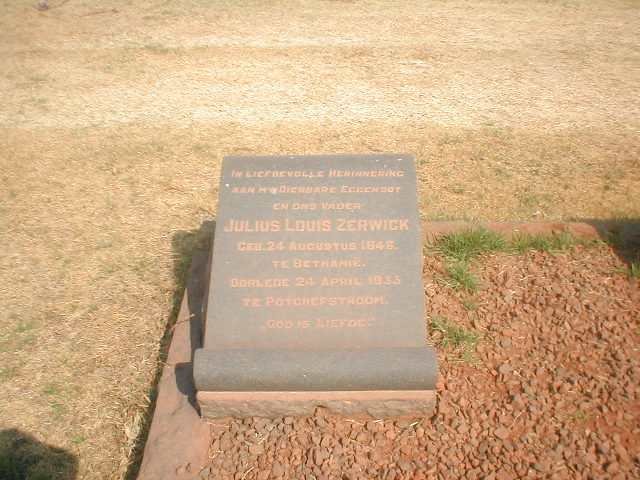 IN LIEFDEVOLLE HERINNERING
AAN MY DIERBARE EGGENOOT
EN ONS VADER
JULIUS LOUIS ZERWICK
GEB. 24 AUGUSTUS 1846.
TE BETHANIE.
OORLEDE 24 APRIL 1933
TE POTCHEFSTROOM.
„GOD IS LIEFDE."